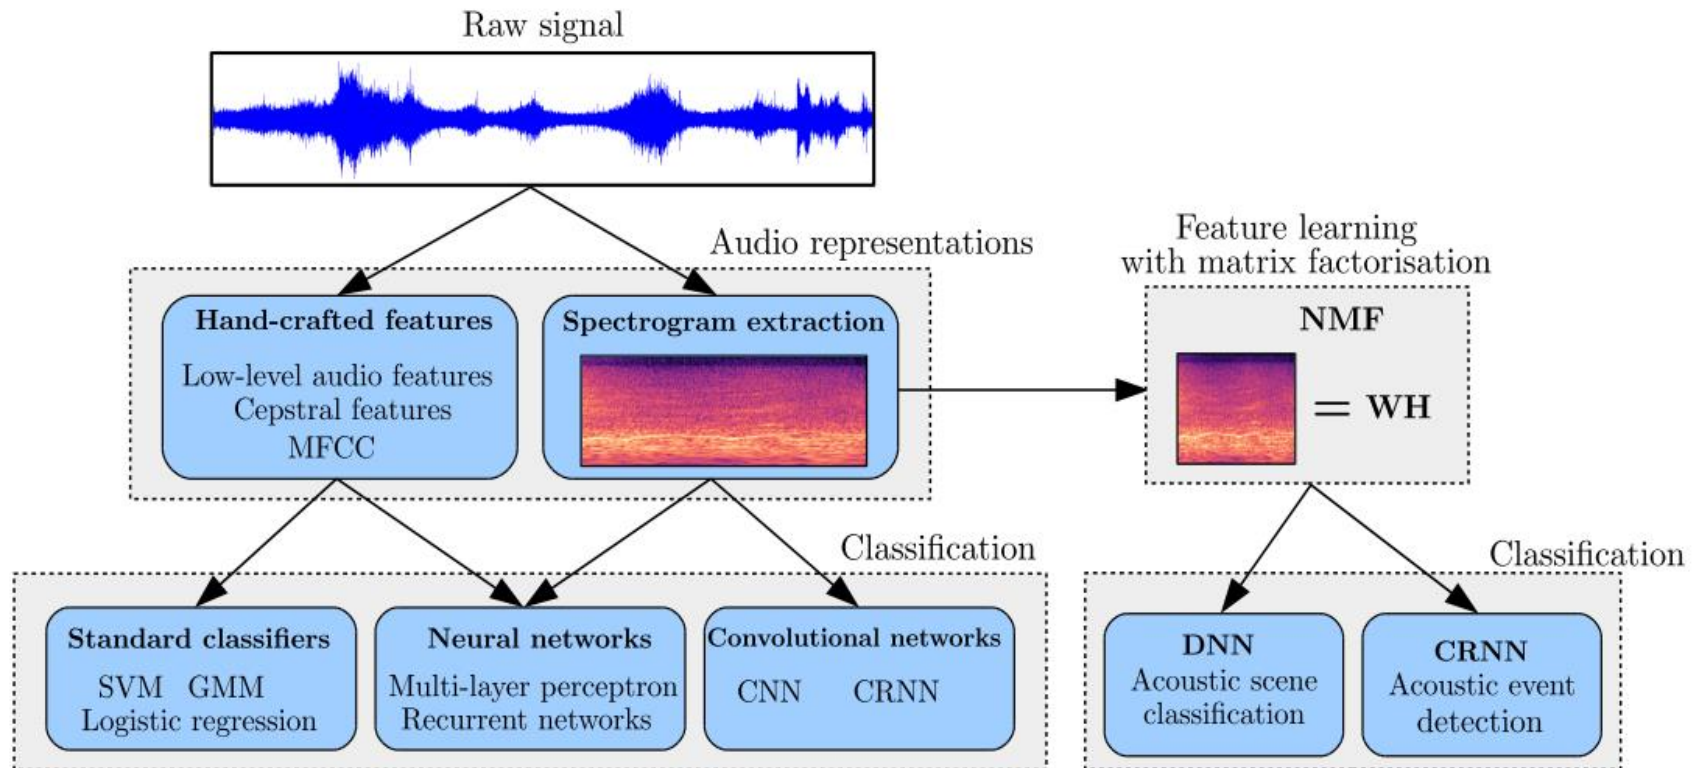 Raw signal
Audio representations
Feature learning
with matrix factorisation
Hand-crafted features
Low-level audio features
Cepstral features
MFCC
Spectrogram extraction
NMF
= WH
Classification
Standard classifiers
SVM GMM
Logistic regression
Neural networks
Multi-layer perceptron
Recurrent networks
Convolutional networks
CNN CRNN
Classification
DNN
Acoustic scene
classification
CRNN
Acoustic event
detection